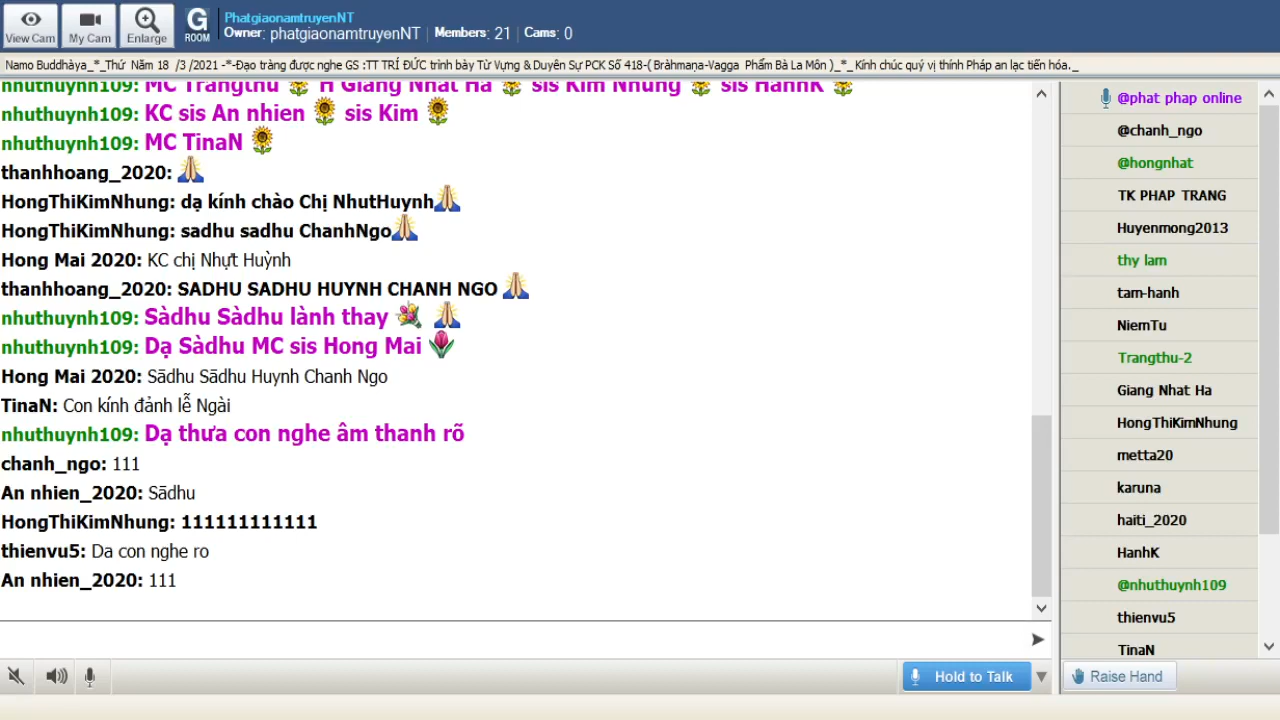 View Cam
My Cam
Enlarge
G
ROOM
PhatgiaonamtruyenNT
Owner: phatgiaonamtruyenNT | Members: 21 | Cams: 0
Namo Buddhàya_*_Thứ Năm 18 /3 /2021 -*-Đạo tràng được nghe GS :TT TRÍ ĐỨC trình bày Từ Vựng & Duyên Sự PCK Số 418-( Bràhmaṇa-Vagga Phẩm Bà La Môn )_*_ Kính chúc quý vị thính Pháp an lạc tiến hóa._
nhuthuynh109: MC Trangthu 🌻 H Giang Nhat Ha 🌻 sis Kim Nhung 🌻 sis HanhK 🌻
nhuthuynh109: KC sis An nhien 🌻 sis Kim 🌻
nhuthuynh109: MC TinaN 🌻
thanhhoang_2020: 🙏
HongThiKimNhung: dạ kính chào Chị NhutHuynh🙏
HongThiKimNhung: sadhu sadhu ChanhNgo🙏
Hong Mai 2020: KC chị Nhựt Huỳnh
thanhhoang_2020: SADHU SADHU HUYNH CHANH NGO 🙏
nhuthuynh109: Sàdhu Sàdhu lành thay 💐 🙏
nhuthuynh109: Dạ Sàdhu MC sis Hong Mai 🌷
Hong Mai 2020: Sādhu Sādhu Huynh Chanh Ngo
TinaN: Con kính đảnh lễ Ngài
nhuthuynh109: Dạ thưa con nghe âm thanh rõ
chanh_ngo: 111
An nhien_2020: Sādhu
HongThiKimNhung: 111111111111
thienvu5: Da con nghe ro
An nhien_2020: 111
@phat phap online
@chanh_ngo
@hongnhat
TK PHAP TRANG
Huyenmong2013
thy lam
tam-hanh
NiemTu
Trangthu-2
Giang Nhat Ha
HongThiKimNhung
metta20
karuna
haiti_2020
HanhK
@nhuthuynh109
thienvu5
TinaN
Hold to Talk
Raise Hand